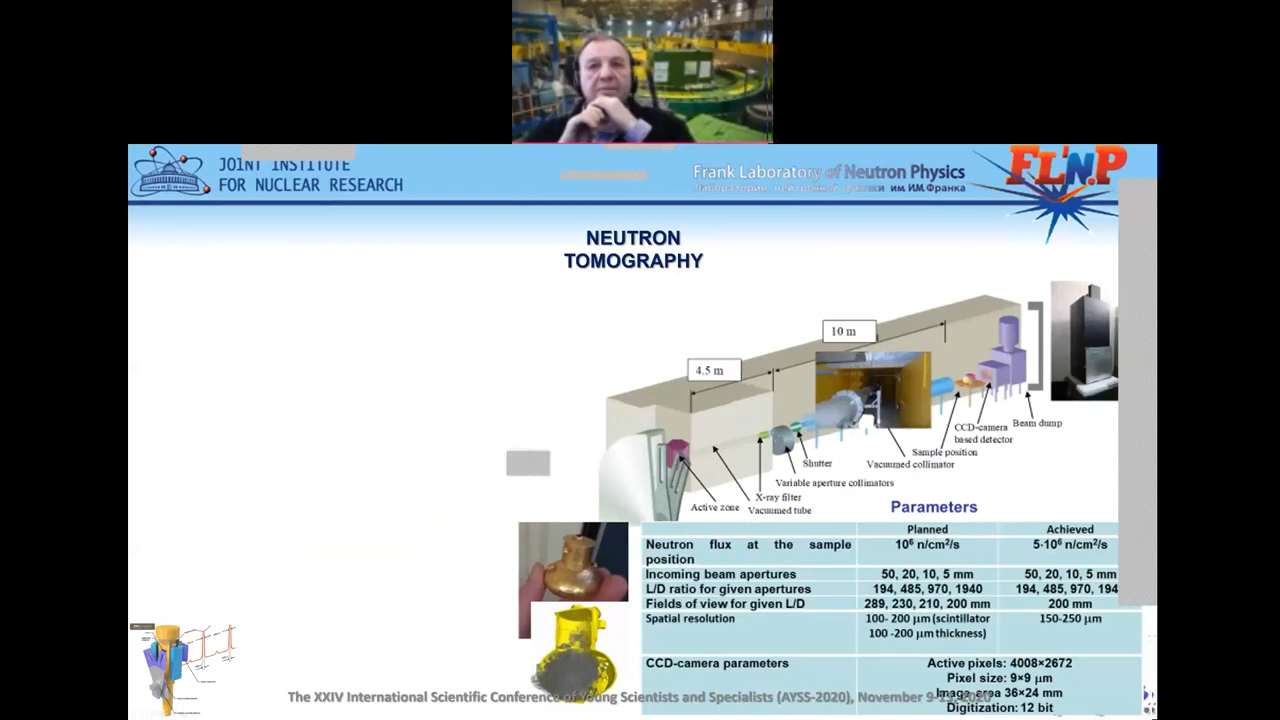 JOINT INSTITUTE
FOR NUCLEAR RESEARCH
Frank Laboratory of Neutron Physics
Лаборатория нейтронной физики им. И.М. Франка
FLNP
NEUTRON
TOMOGRAPHY
10 m
4.5 m
Beam dump
CCD-camera
based detector
Sample position
Vacuumed collimator
Shutter
Variable aperture collimators
X-ray filter
Active zone
Vacuumed tube
Parameters
Planned Achieved
Neutron flux at the sample position 10⁶ n/cm²/s 5·10⁶ n/cm²/s
Incoming beam apertures 50, 20, 10, 5 mm 50, 20, 10, 5 mm
L/D ratio for given apertures 194, 485, 970, 1940 194, 485, 970, 194
Fields of view for given L/D 289, 230, 210, 200 mm 200 mm
Spatial resolution 100- 200 μm (scintillator 150-250 μm
100 -200 μm thickness)
CCD-camera parameters Active pixels: 4008×2672
Pixel size: 9×9 μm
Image area 36×24 mm
Digitization: 12 bit
The XXIV International Scientific Conference of Young Scientists and Specialists (AYSS-2020), November 9-13, 2020